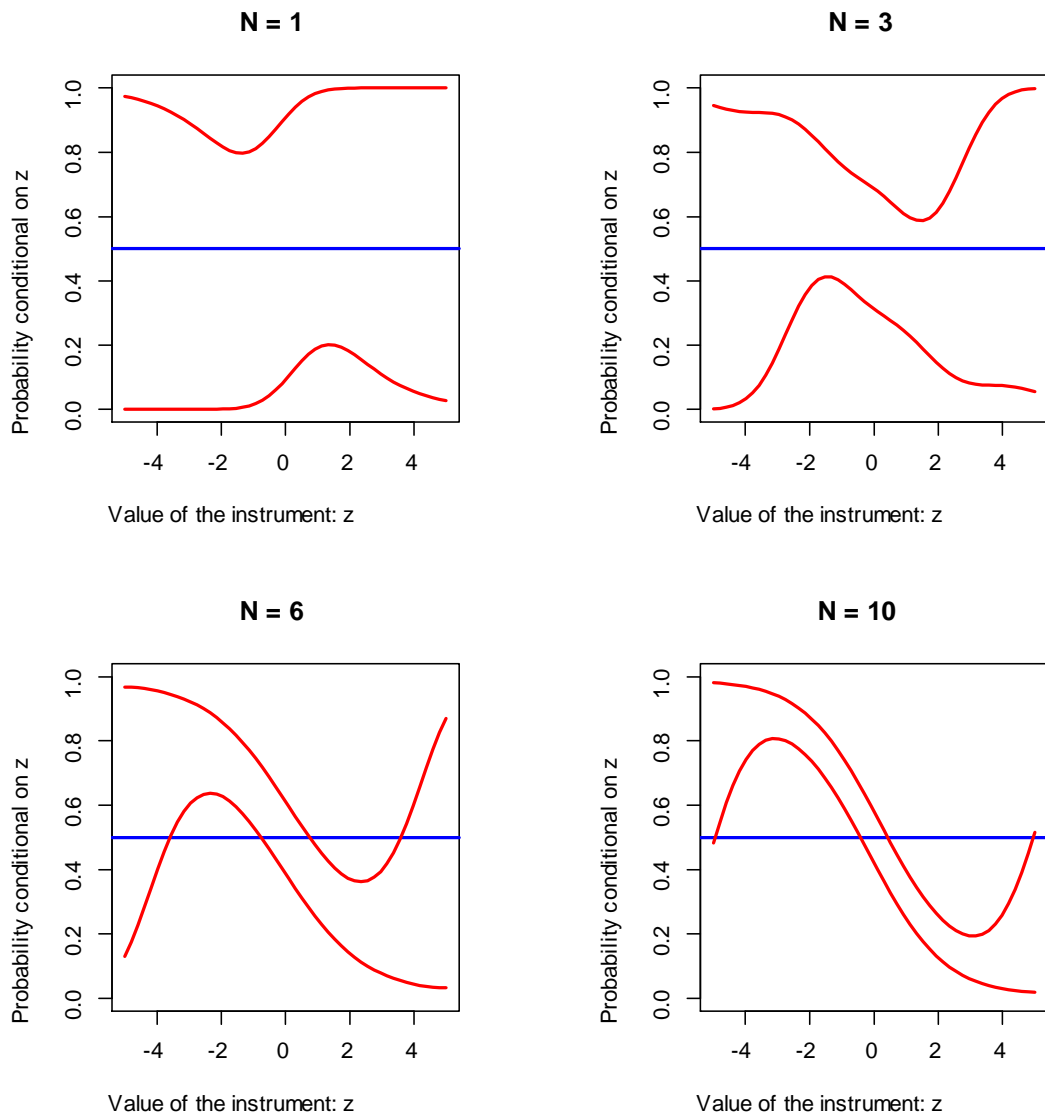 N = 1
Probability conditional on z
0.0 0.2 0.4 0.6 0.8 1.0
-4 -2 0 2 4
Value of the instrument: z
N = 3
Probability conditional on z
0.0 0.2 0.4 0.6 0.8 1.0
-4 -2 0 2 4
Value of the instrument: z
N = 6
Probability conditional on z
0.0 0.2 0.4 0.6 0.8 1.0
-4 -2 0 2 4
Value of the instrument: z
N = 10
Probability conditional on z
0.0 0.2 0.4 0.6 0.8 1.0
-4 -2 0 2 4
Value of the instrument: z